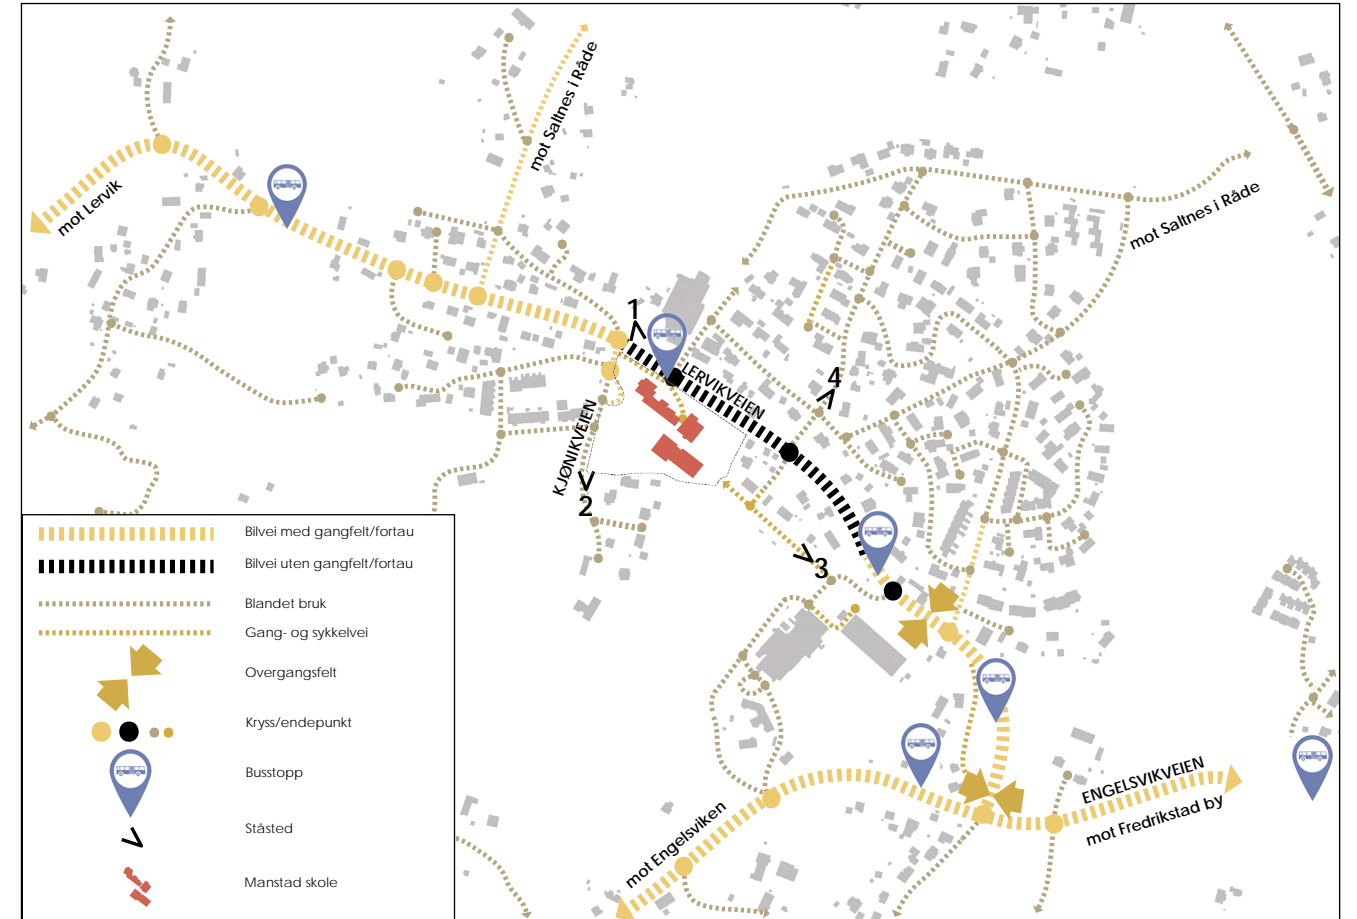 mot Saltnes i Råde
mot Lervik
mot Saltnes i Råde
1
LERVIKVEIEN
4
KJØNIKVEIEN
2
3
Bilvei med gangfelt/fortau
Bilvei uten gangfelt/fortau
Blandet bruk
Gang- og sykkelvei
Overgangsfelt
Kryss/endepunkt
Busstopp
Ståsted
Manstad skole
ENGELSVIKVEIEN
mot Fredrikstad by
mot Engelsviken